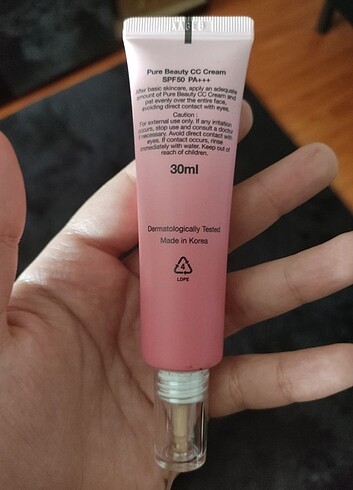 Pure Beauty CC Cream
SPF50 PA+++
After basic skincare, apply an adequate
amount of Pure Beauty CC Cream and
pat evenly over the entire face,
avoiding direct contact with eyes.
Caution :
For external use only. If any irritation
occurs, stop use and consult a doctor
if necessary. Avoid direct contact with
eyes. If contact occurs, rinse
immediately with water. Keep out of
reach of children.
30ml
Dermatologically Tested
Made in Korea
4
LDPE